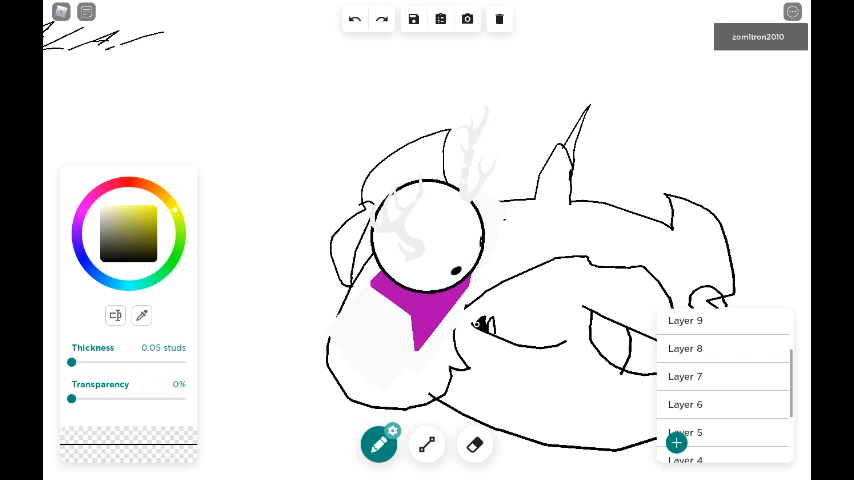 zom1tron2010
Thickness 0.05 studs
Transparency 0%
Layer 9
Layer 8
Layer 7
Layer 6
Layer 5
Layer 4